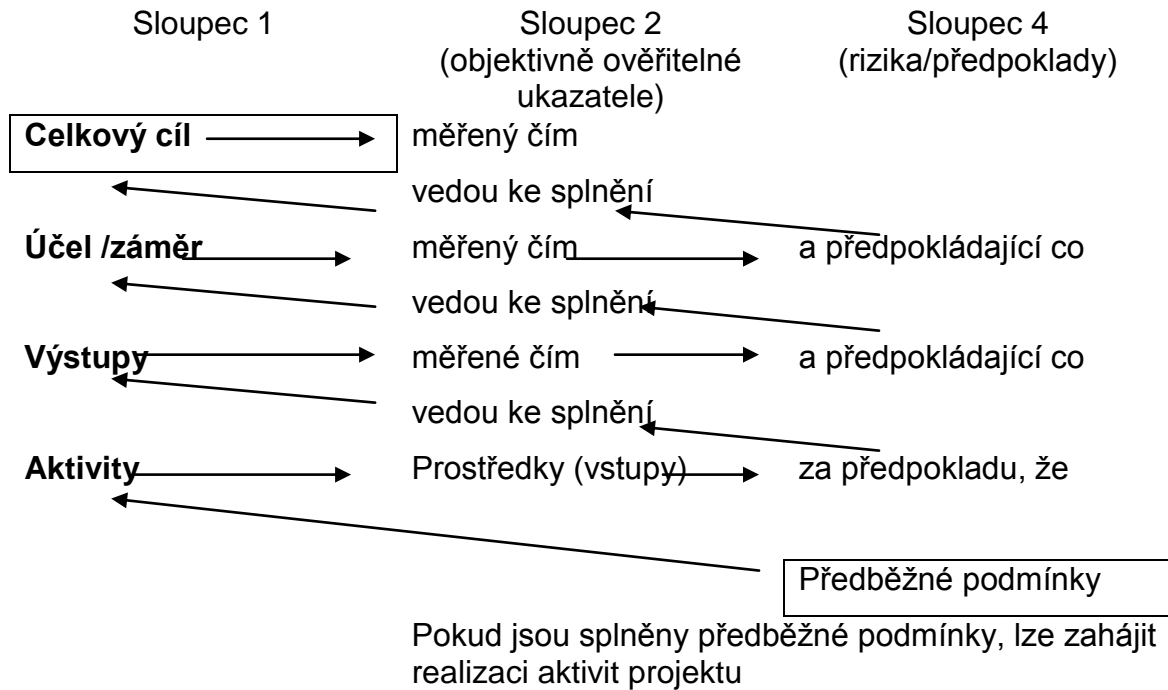 Sloupec 1 Sloupec 2 Sloupec 4
(objektivně ověřitelné (rizika/předpoklady)
ukazatele)
Celkový cíl měřený čím
vedou ke splnění
Účel /záměr měřený čím a předpokládající co
vedou ke splnění
Výstupy měřené čím a předpokládající co
vedou ke splnění
Aktivity Prostředky (vstupy) za předpokladu, že
Předběžné podmínky
Pokud jsou splněny předběžné podmínky, lze zahájit
realizaci aktivit projektu